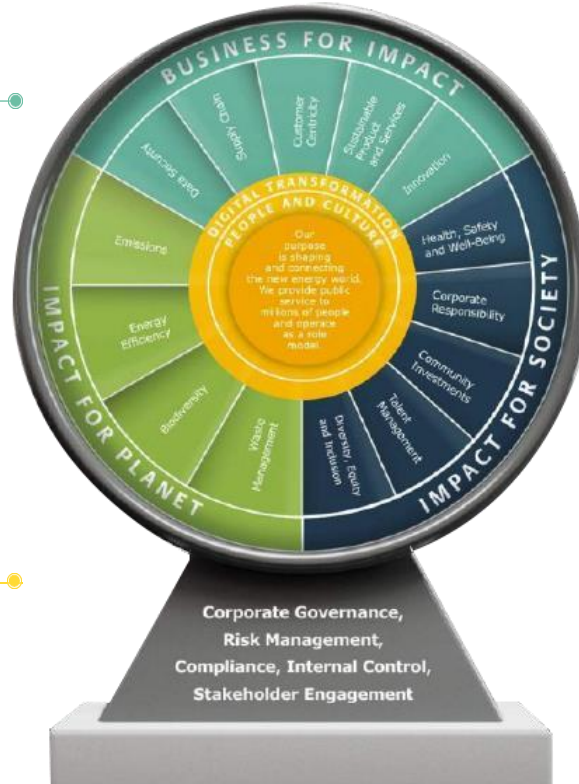 BUSINESS FOR IMPACT
Data Security
Supply Chain
Customer
Centricity
Sustainable
Product
and Services
Innovation
IMPACT FOR SOCIETY
Health, Safety
and Well-Being
Corporate
Responsibility
Community
Investments
Talent
Management
Diversity, Equity
and Inclusion
IMPACT FOR PLANET
Emissions
Energy
Efficiency
Biodiversity
Waste
Management
DIGITAL TRANSFORMATION
PEOPLE AND CULTURE
Our
purpose
is shaping
and connecting
the new energy world.
We provide public
service to
millions of people
and operate
as a role
model.
Corporate Governance,
Risk Management,
Compliance, Internal Control,
Stakeholder Engagement